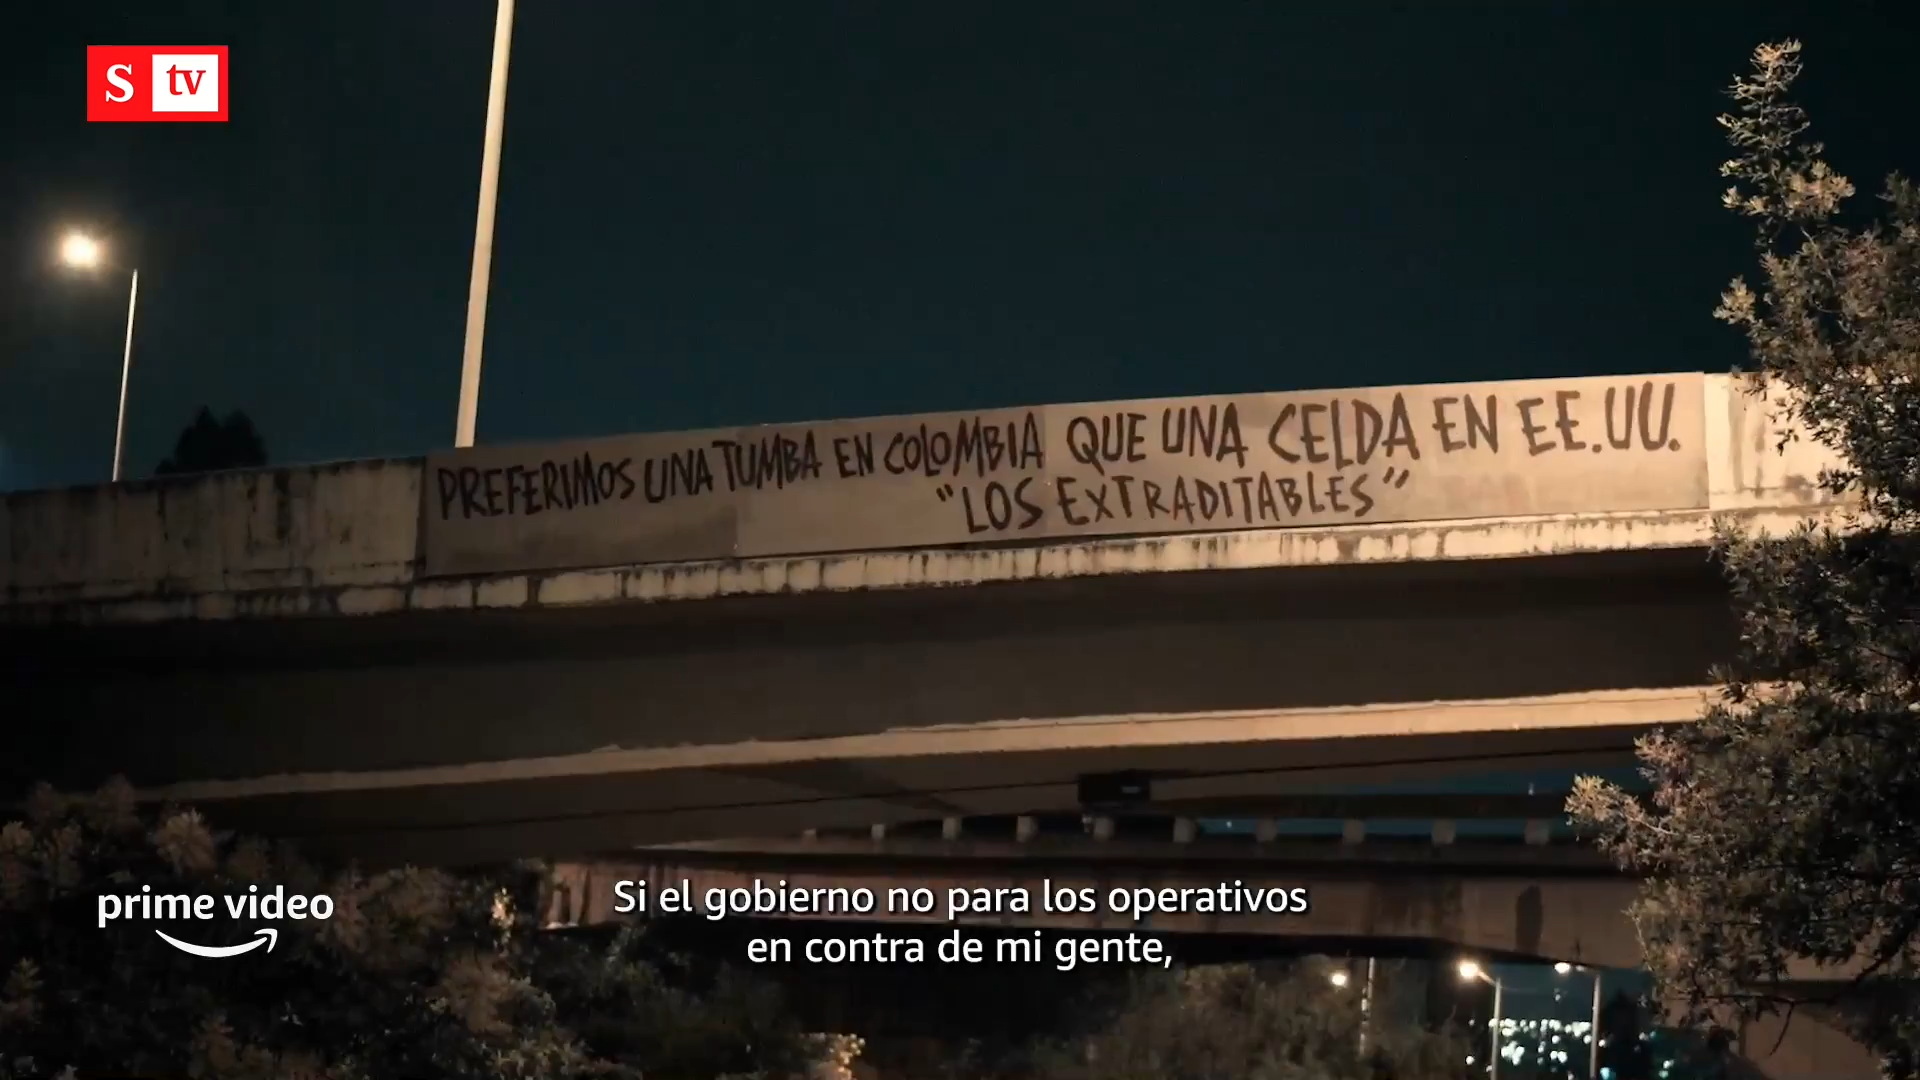 S tv
PREFERIMOS UNA TUMBA EN COLOMBIA QUE UNA CELDA EN EE.UU.
"LOS EXTRADITABLES"
prime video
Si el gobierno no para los operativos
en contra de mi gente,